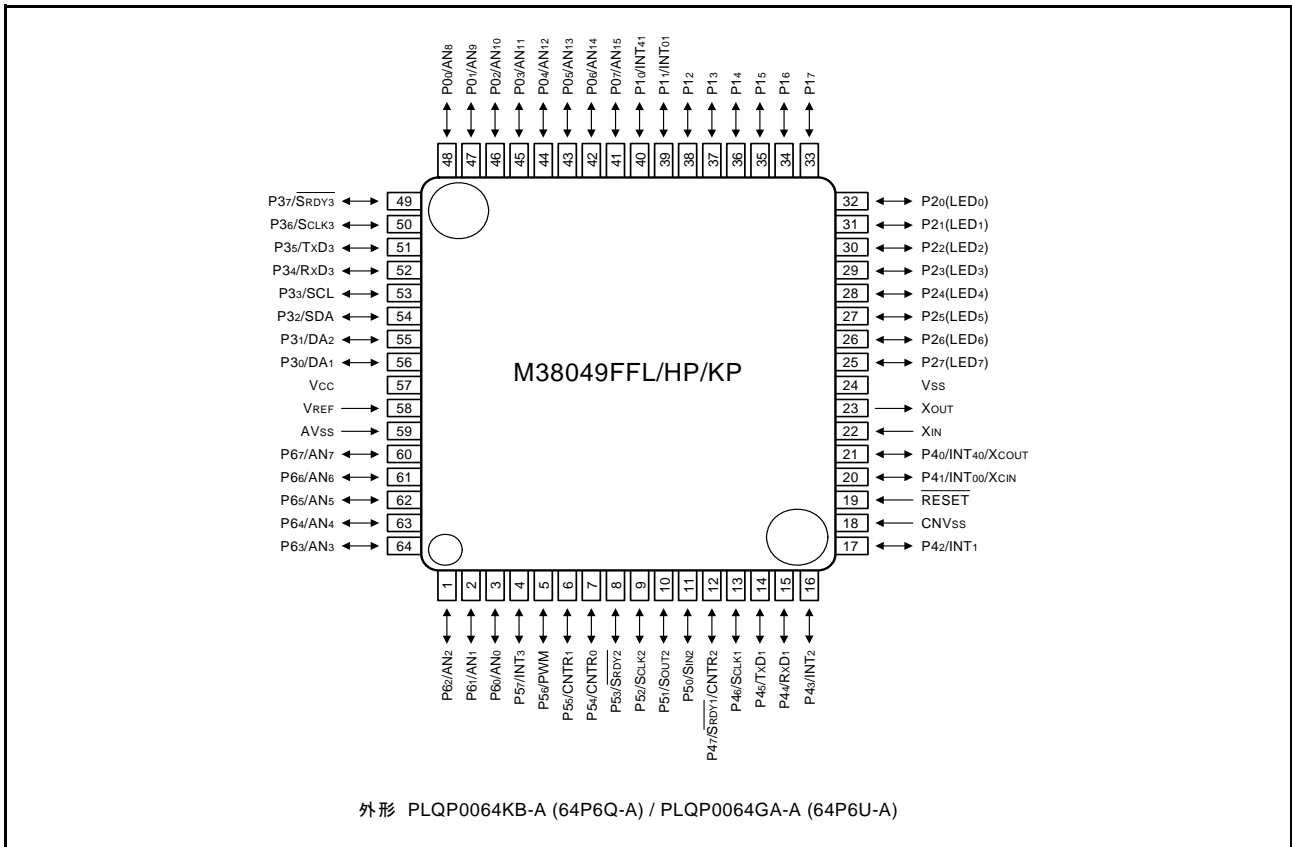 P00/AN8
P01/AN9
P02/AN10
P03/AN11
P04/AN12
P05/AN13
P06/AN14
P07/AN15
P10/INT41
P11/INT01
P12
P13
P14
P15
P16
P17
48 47 46 45 44 43 42 41 40 39 38 37 36 35 34 33
P37/SRDY3 49
P36/SCLK3 50
P35/TXD3 51
P34/RXD3 52
P33/SCL 53
P32/SDA 54
P31/DA2 55
P30/DA1 56
VCC 57
VREF 58
AVSS 59
P67/AN7 60
P66/AN6 61
P65/AN5 62
P64/AN4 63
P63/AN3 64
M38049FFL/HP/KP
32 P20(LED0)
31 P21(LED1)
30 P22(LED2)
29 P23(LED3)
28 P24(LED4)
27 P25(LED5)
26 P26(LED6)
25 P27(LED7)
24 VSS
23 XOUT
22 XIN
21 P40/INT40/XCOUT
20 P41/INT00/XCIN
19 RESET
18 CNVSS
17 P42/INT1
1 2 3 4 5 6 7 8 9 10 11 12 13 14 15 16
P62/AN2
P61/AN1
P60/AN0
P57/INT3
P56/PWM
P55/CNTR1
P54/CNTR0
P53/SRDY2
P52/SCLK2
P51/SOUT2
P50/SIN2
P47/SRDY1/CNTR2
P46/SCLK1
P45/TXD1
P44/RXD1
P43/INT2
外形 PLQP0064KB-A (64P6Q-A) / PLQP0064GA-A (64P6U-A)